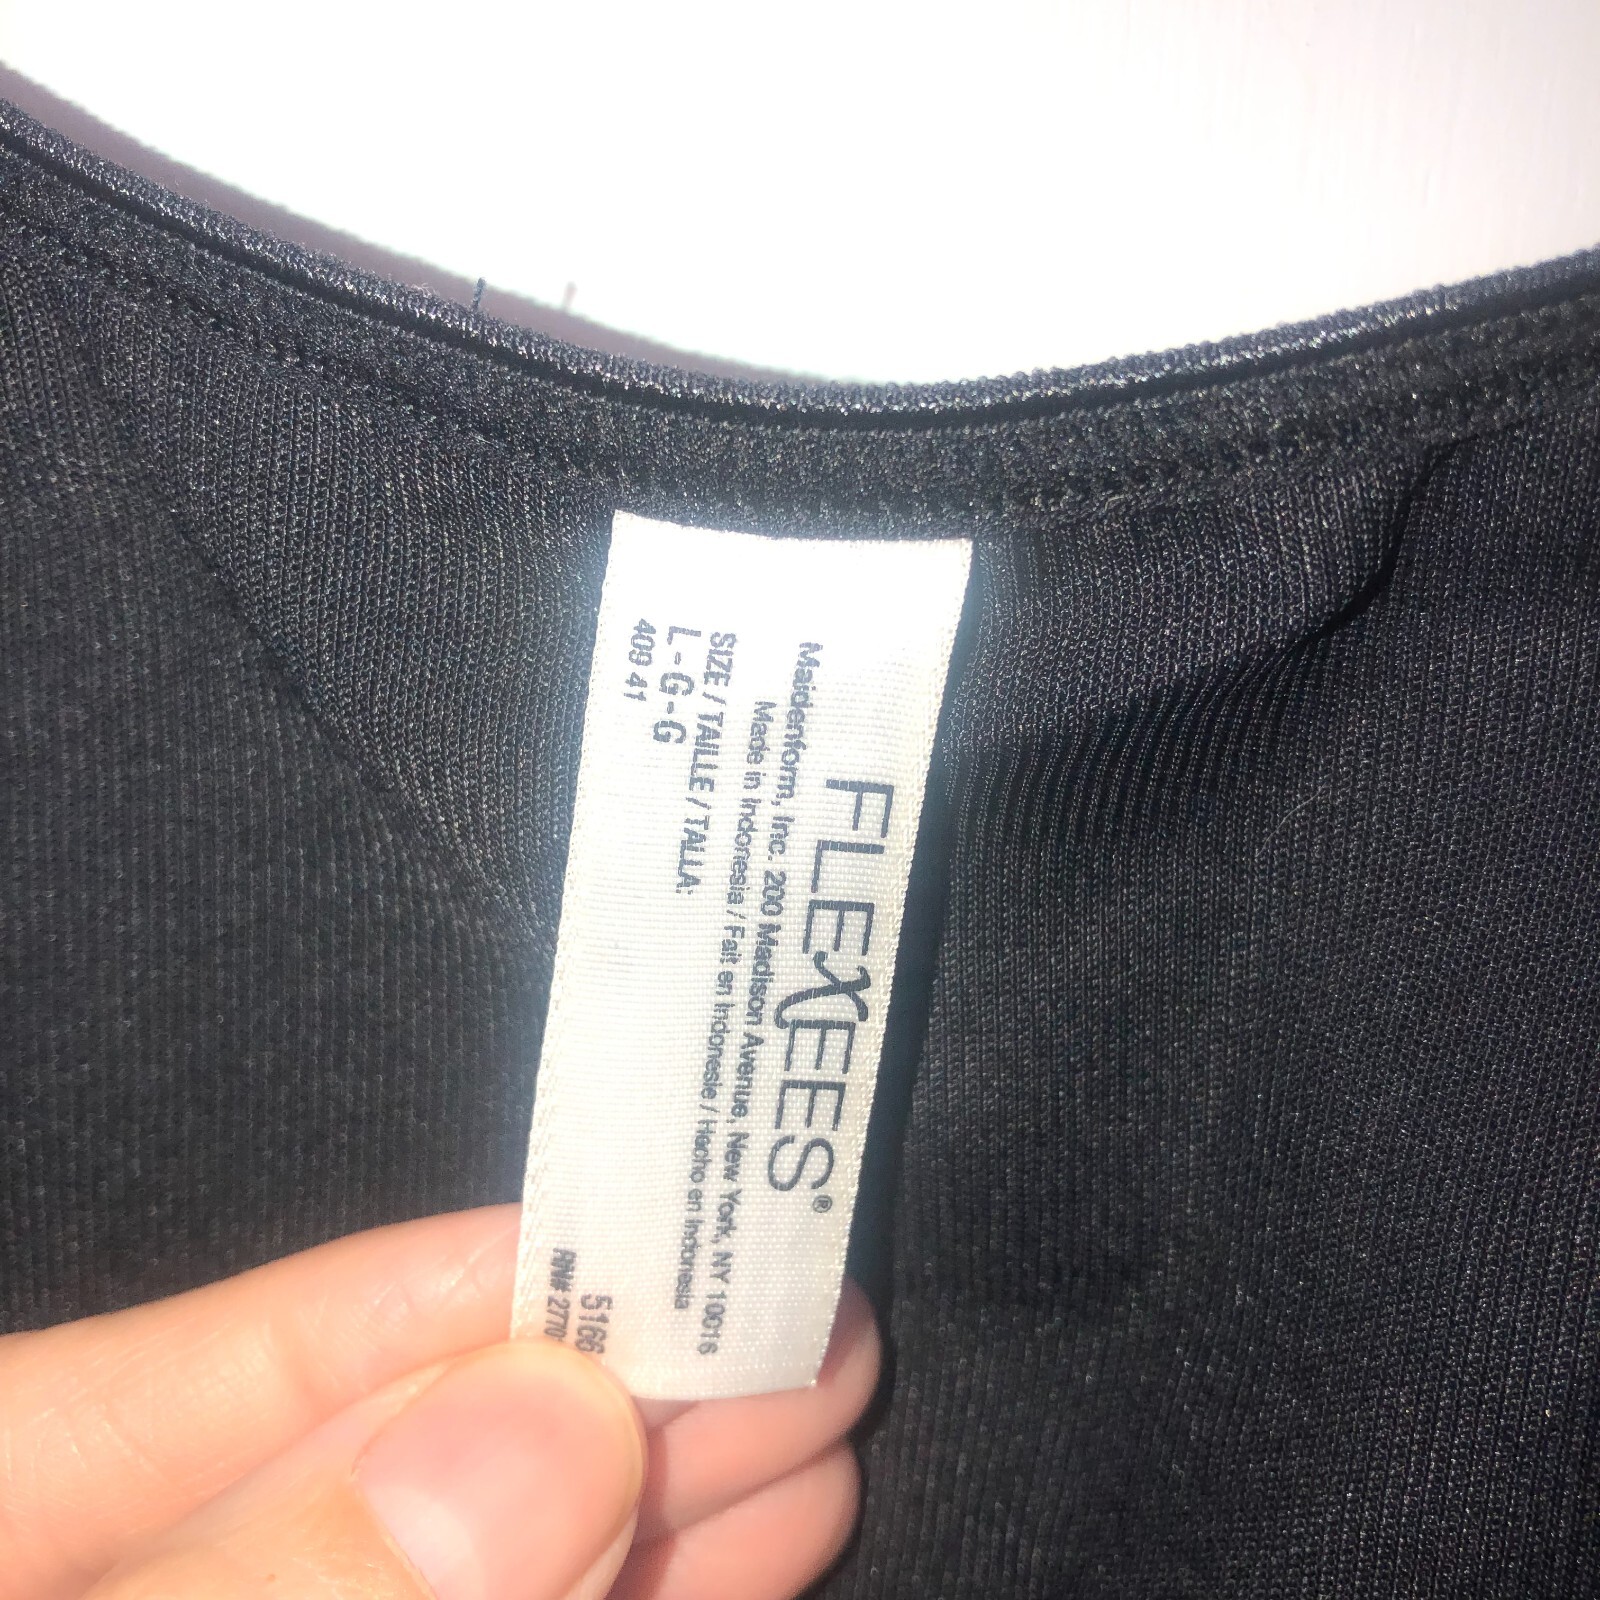 FLEXEES®
Maidenform, Inc. 200 Madison Avenue, New York, NY 10016
Made in Indonesia / Fait en Indonesie / Hecho en Indonesia
SIZE / TAILLE / TALLA:
L-G-G
409 41
5166
RN# 2770